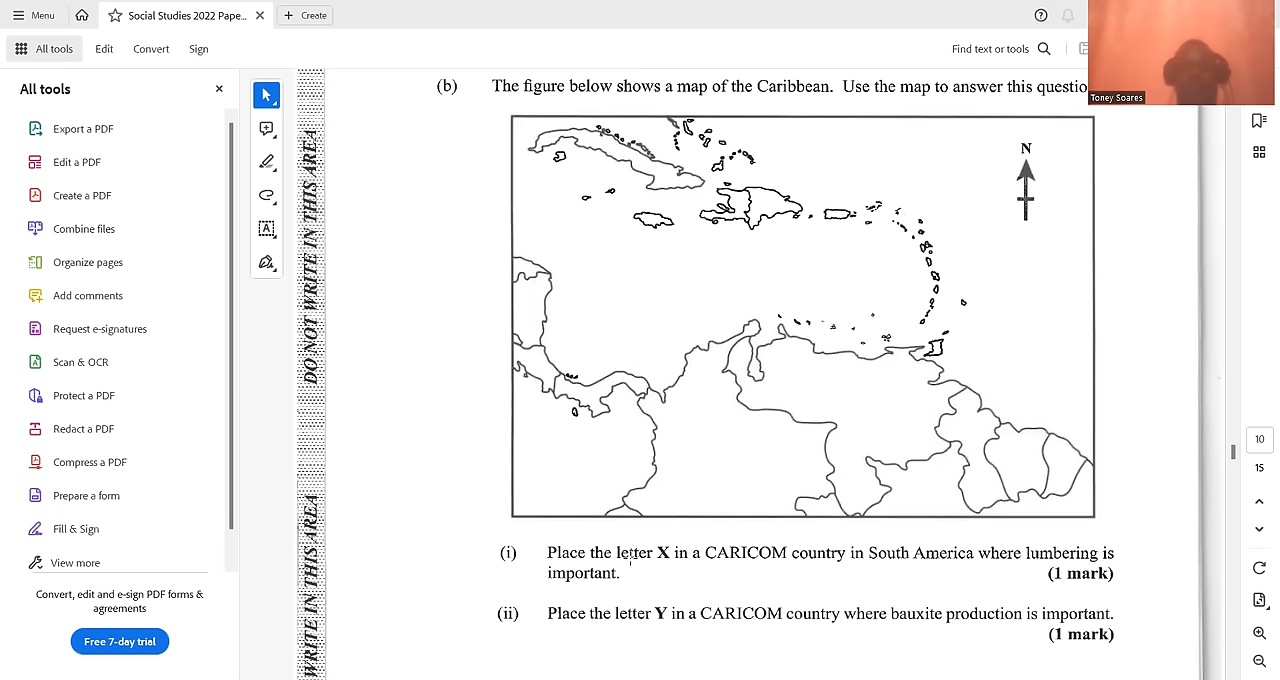 Menu
Social Studies 2022 Pape...
Create
All tools
Edit
Convert
Sign
Find text or tools
Toney Soares
All tools
Export a PDF
Edit a PDF
Create a PDF
Combine files
Organize pages
Add comments
Request e-signatures
Scan & OCR
Protect a PDF
Redact a PDF
Compress a PDF
Prepare a form
Fill & Sign
View more
Convert, edit and e-sign PDF forms & agreements
Free 7-day trial
DO NOT WRITE IN THIS AREA
WRITE IN THIS AREA
(b) The figure below shows a map of the Caribbean. Use the map to answer this questio
N
(i) Place the letter X in a CARICOM country in South America where lumbering is
important. (1 mark)
(ii) Place the letter Y in a CARICOM country where bauxite production is important.
(1 mark)
10
15